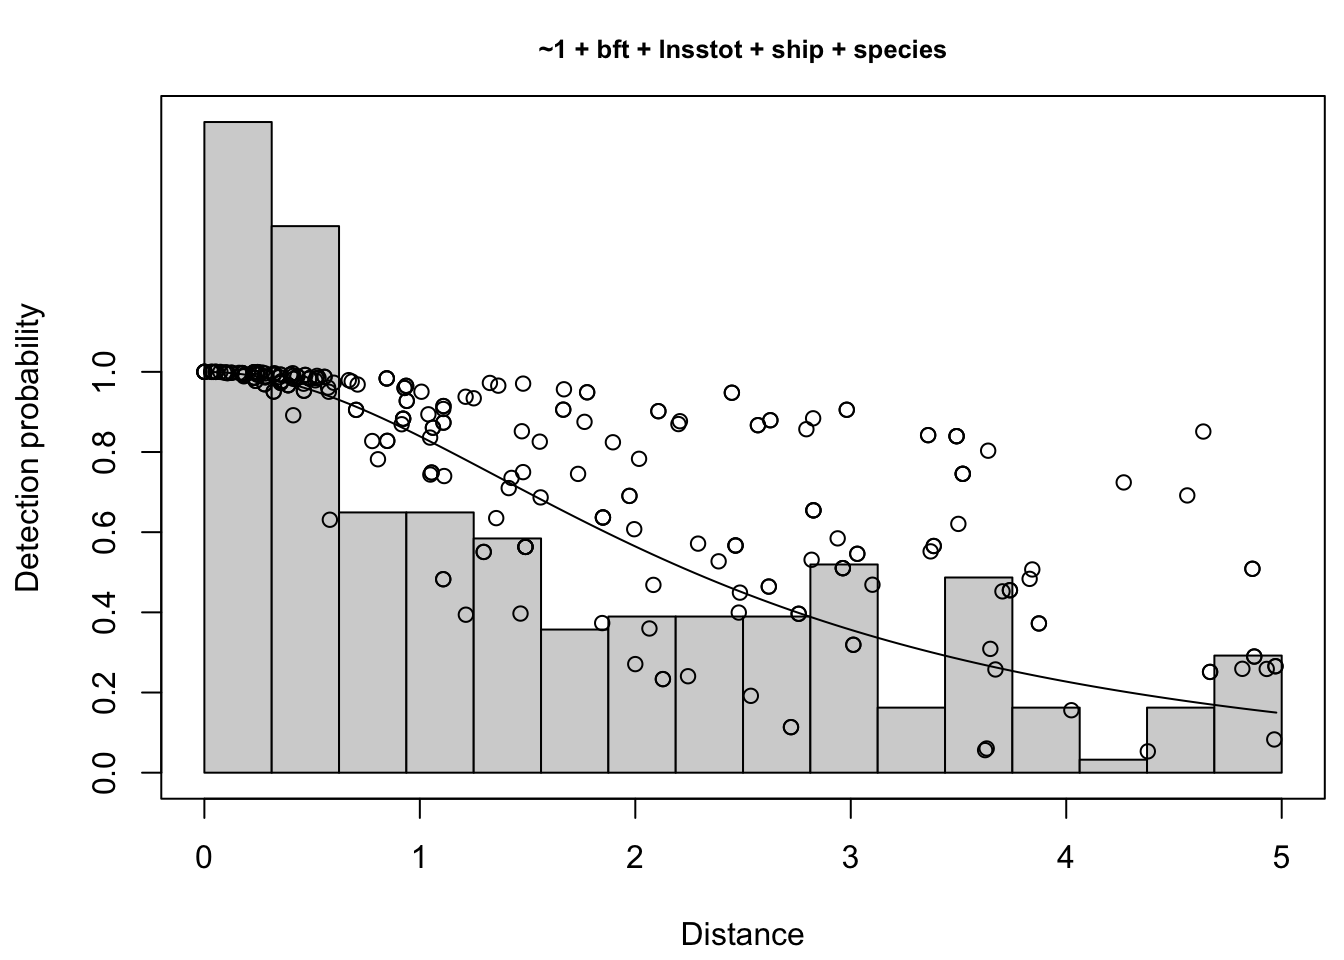 ~1 + bft + lnsstot + ship + species
Detection probability
1.0
0.8
0.6
0.4
0.2
0.0
0 1 2 3 4 5
Distance